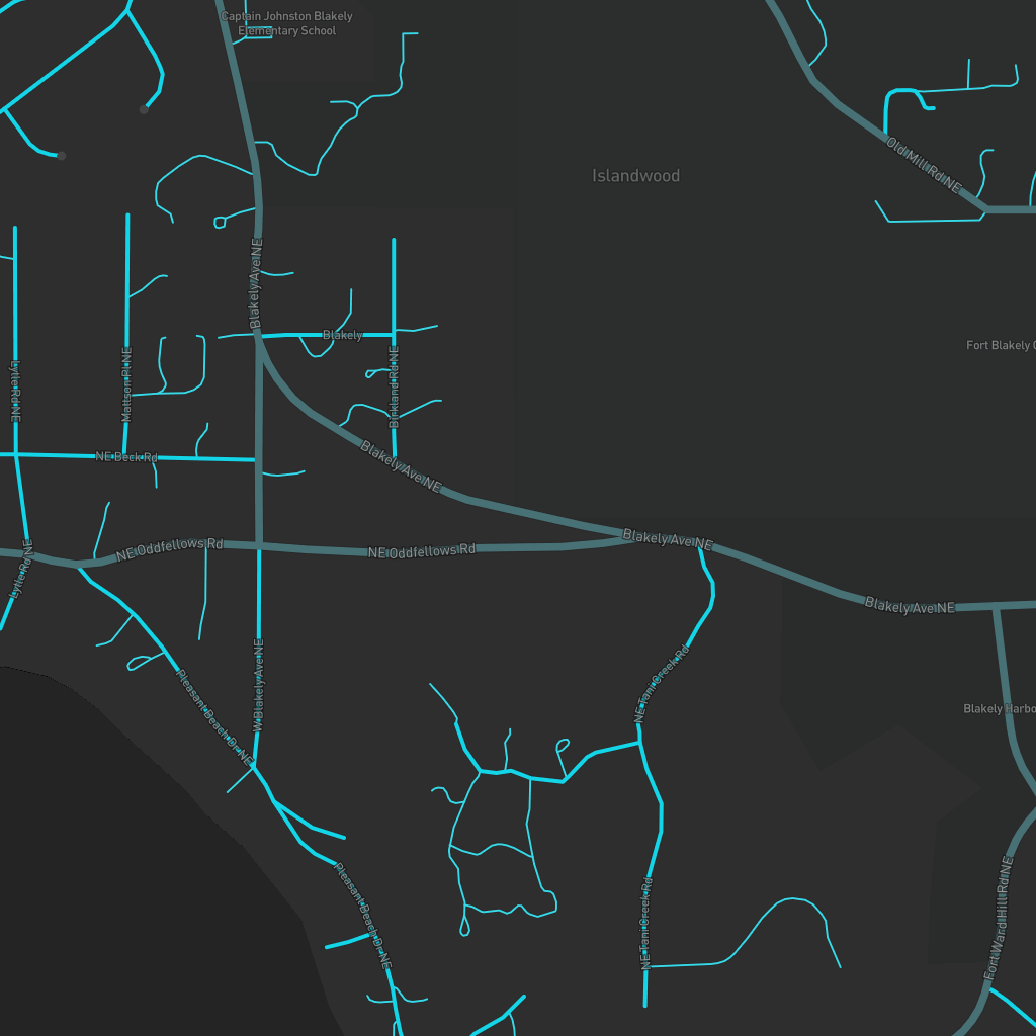 Captain Johnston Blakely
Elementary School
Old Mill Rd NE
Islandwood
Blakely Ave NE
Blakely
Fort Blakely C
Lytle Rd NE
Mattson Pl NE
Birkland Rd NE
NE Beck Rd
Blakely Ave NE
NE Oddfellows Rd
NE Oddfellows Rd
Blakely Ave NE
Lytle Rd NE
Blakely Ave NE
W Blakely Ave NE
NE Tani Creek Rd
Pleasant Beach Dr NE
Blakely Harbo
Pleasant Beach Dr NE
NE Tani Creek Rd
Fort Ward Hill Rd NE